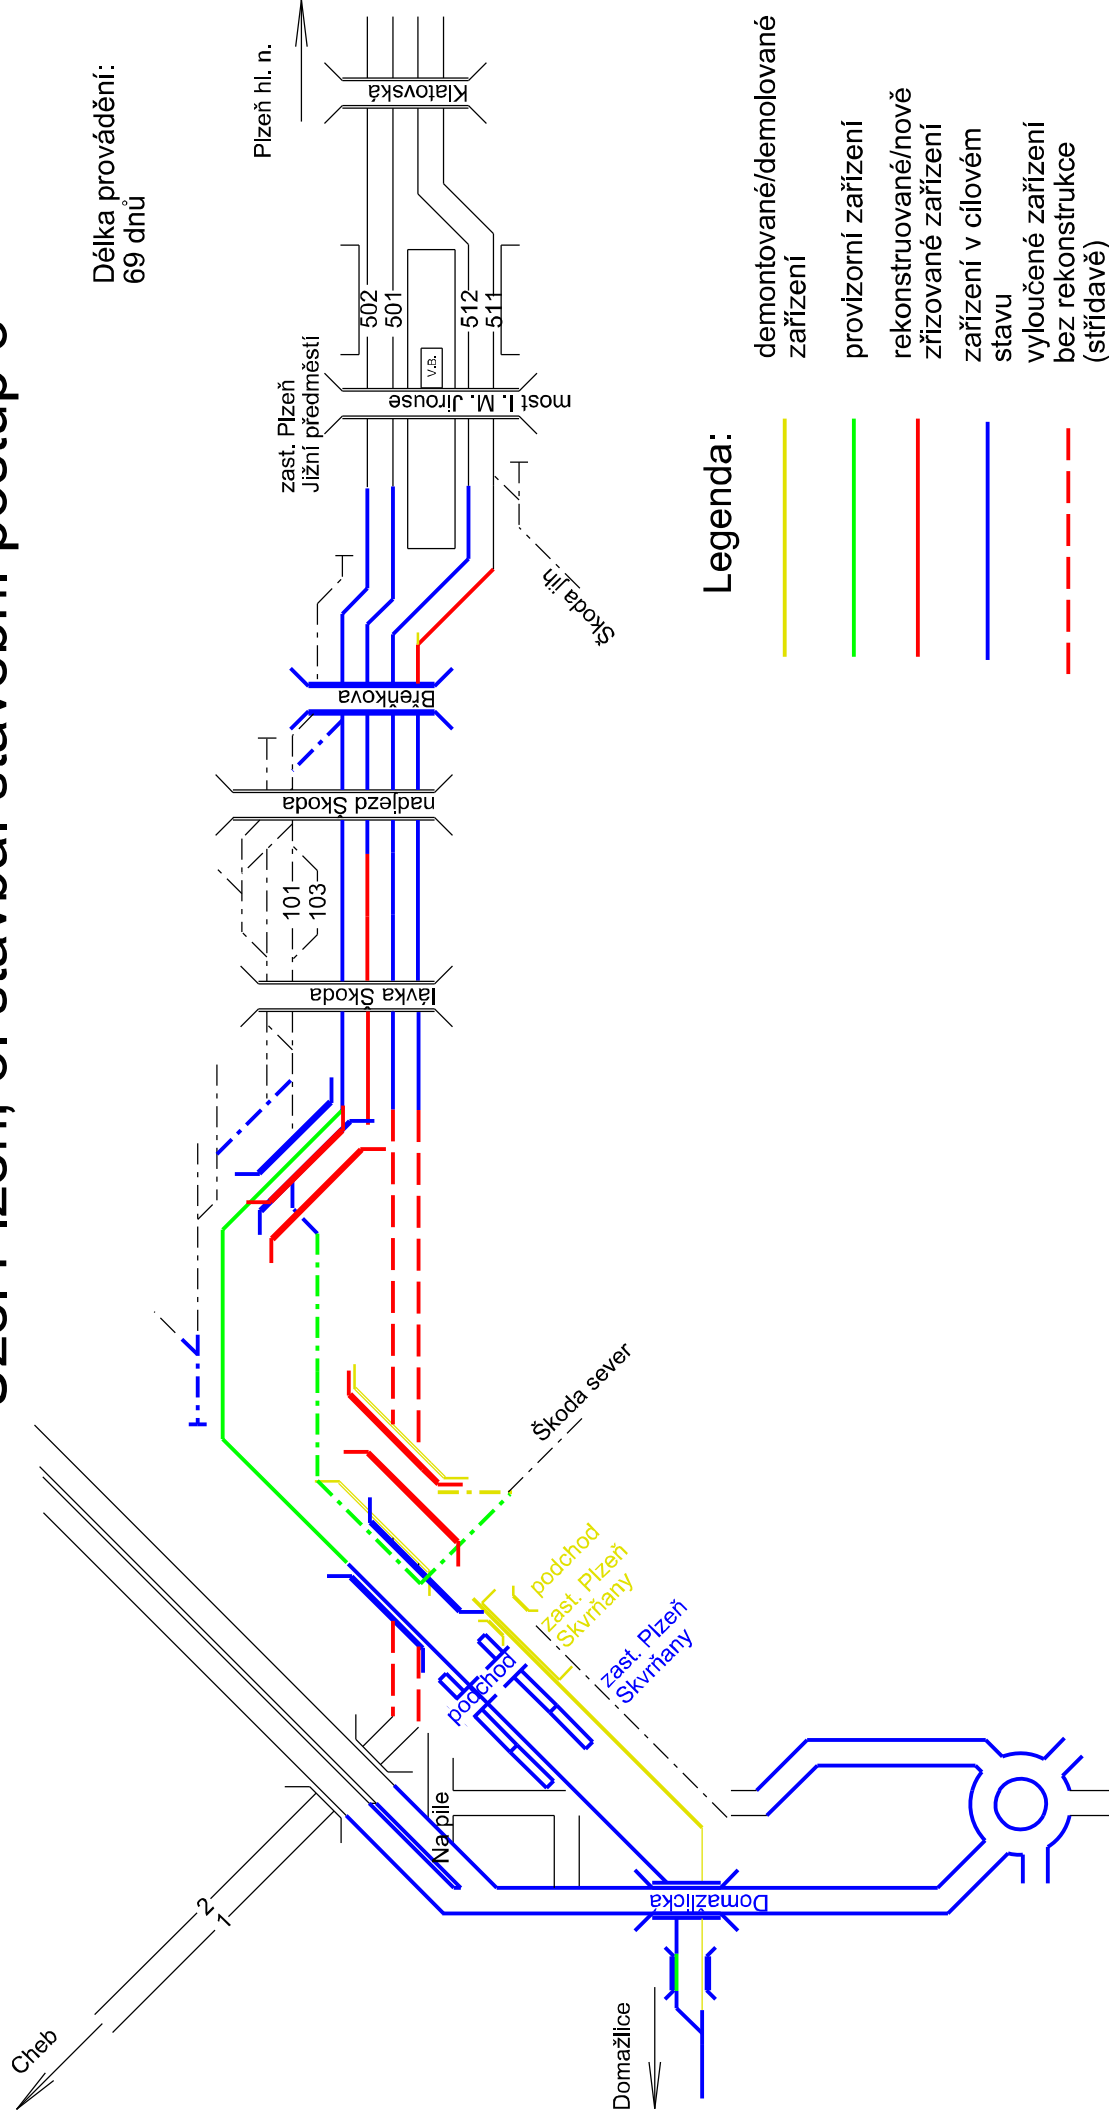 Délka provádění:
69 dnů
Plzeň hl. n.
Klatovská
502
501
512
511
V.B.
zast. Plzeň
Jižní předměstí
most I. M. Jirouse
Škoda jih
Břeňkova
nadjezd Škoda
101
103
lávka Škoda
Škoda sever
podchod
zast. Plzeň
Skvrňany
zast. Plzeň
Skvrňany
podchod
Na pile
Domažlická
2
1
Cheb
Domažlice
Legenda:
demontované/demolované
zařízení
provizorní zařízení
rekonstruované/nově
zřizované zařízení
zařízení v cílovém
stavu
vyloučené zařízení
bez rekonstrukce
(střídavě)